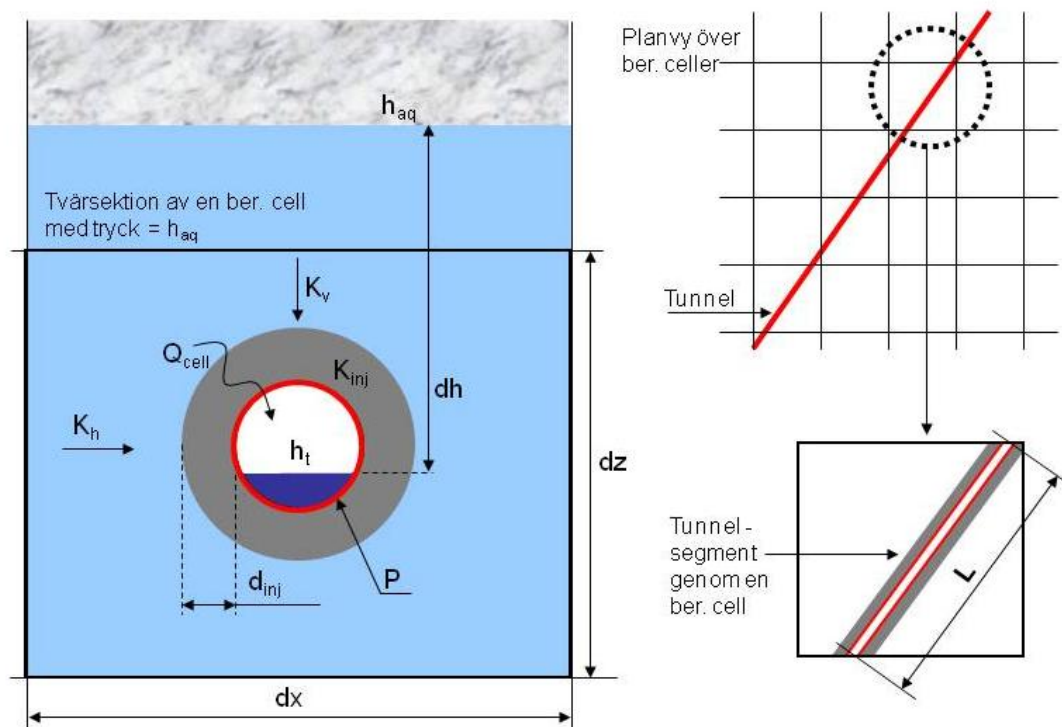 h_aq
Tvärsektion av en ber. cell
med tryck = h_aq
K_v
Q_cell
K_inj
dh
K_h
h_t
dz
d_inj
P
dx
Planvy över
ber. celler
Tunnel
Tunnel -
segment
genom en
ber. cell
L